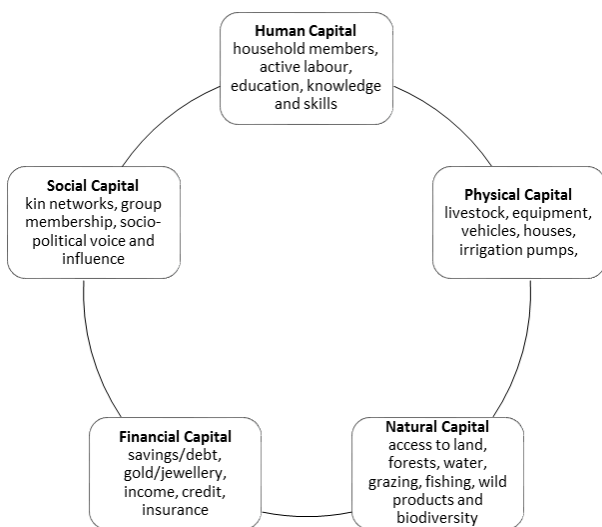 Human Capital
household members,
active labour,
education, knowledge
and skills
Physical Capital
livestock, equipment,
vehicles, houses,
irrigation pumps,
Natural Capital
access to land,
forests, water,
grazing, fishing, wild
products and
biodiversity
Financial Capital
savings/debt,
gold/jewellery,
income, credit,
insurance
Social Capital
kin networks, group
membership, socio-
political voice and
influence